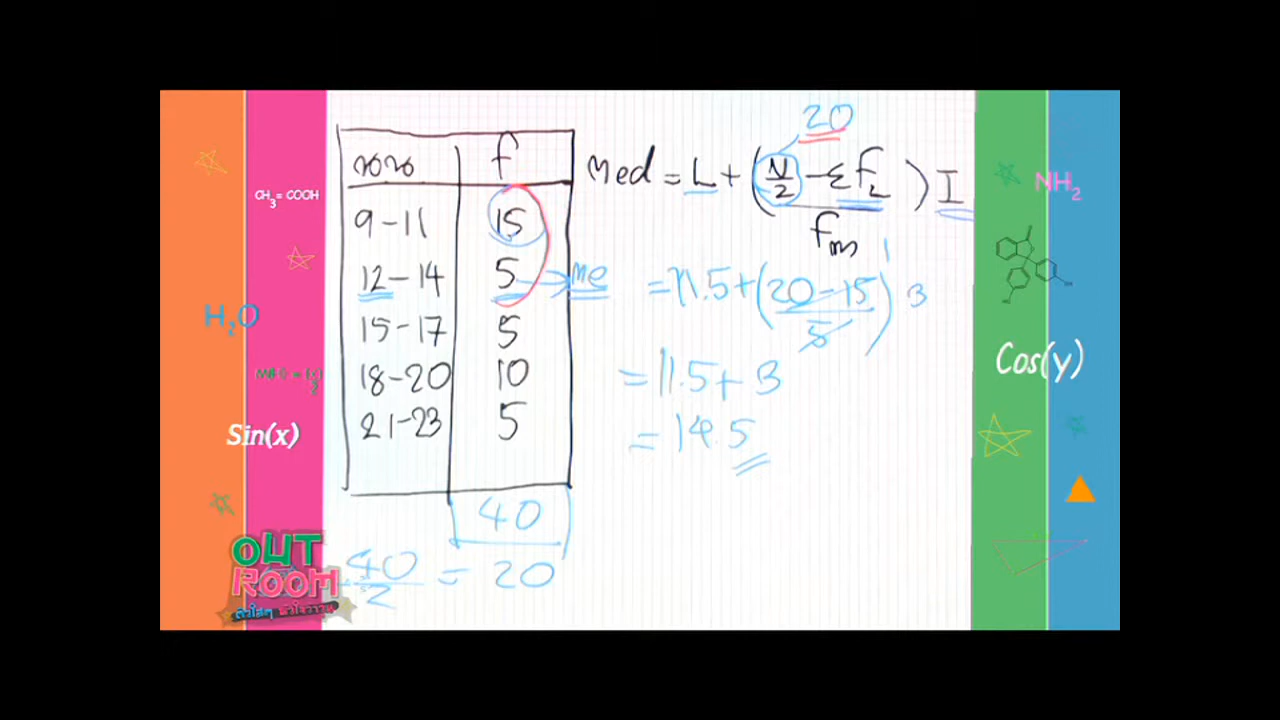 20
f
Med = L + (N/2 - Σf_L / f_m) I
9-11 15
12-14 5 Me
15-17 5
18-20 10
21-23 5
= 11.5 + (20-15 / 5) 1 3
= 11.5 + 3
= 14.5
40
40/2 = 20
CH₃ = COOH
H₂O
Sin(x)
OUT
ROOM
NH₂
Cos(y)